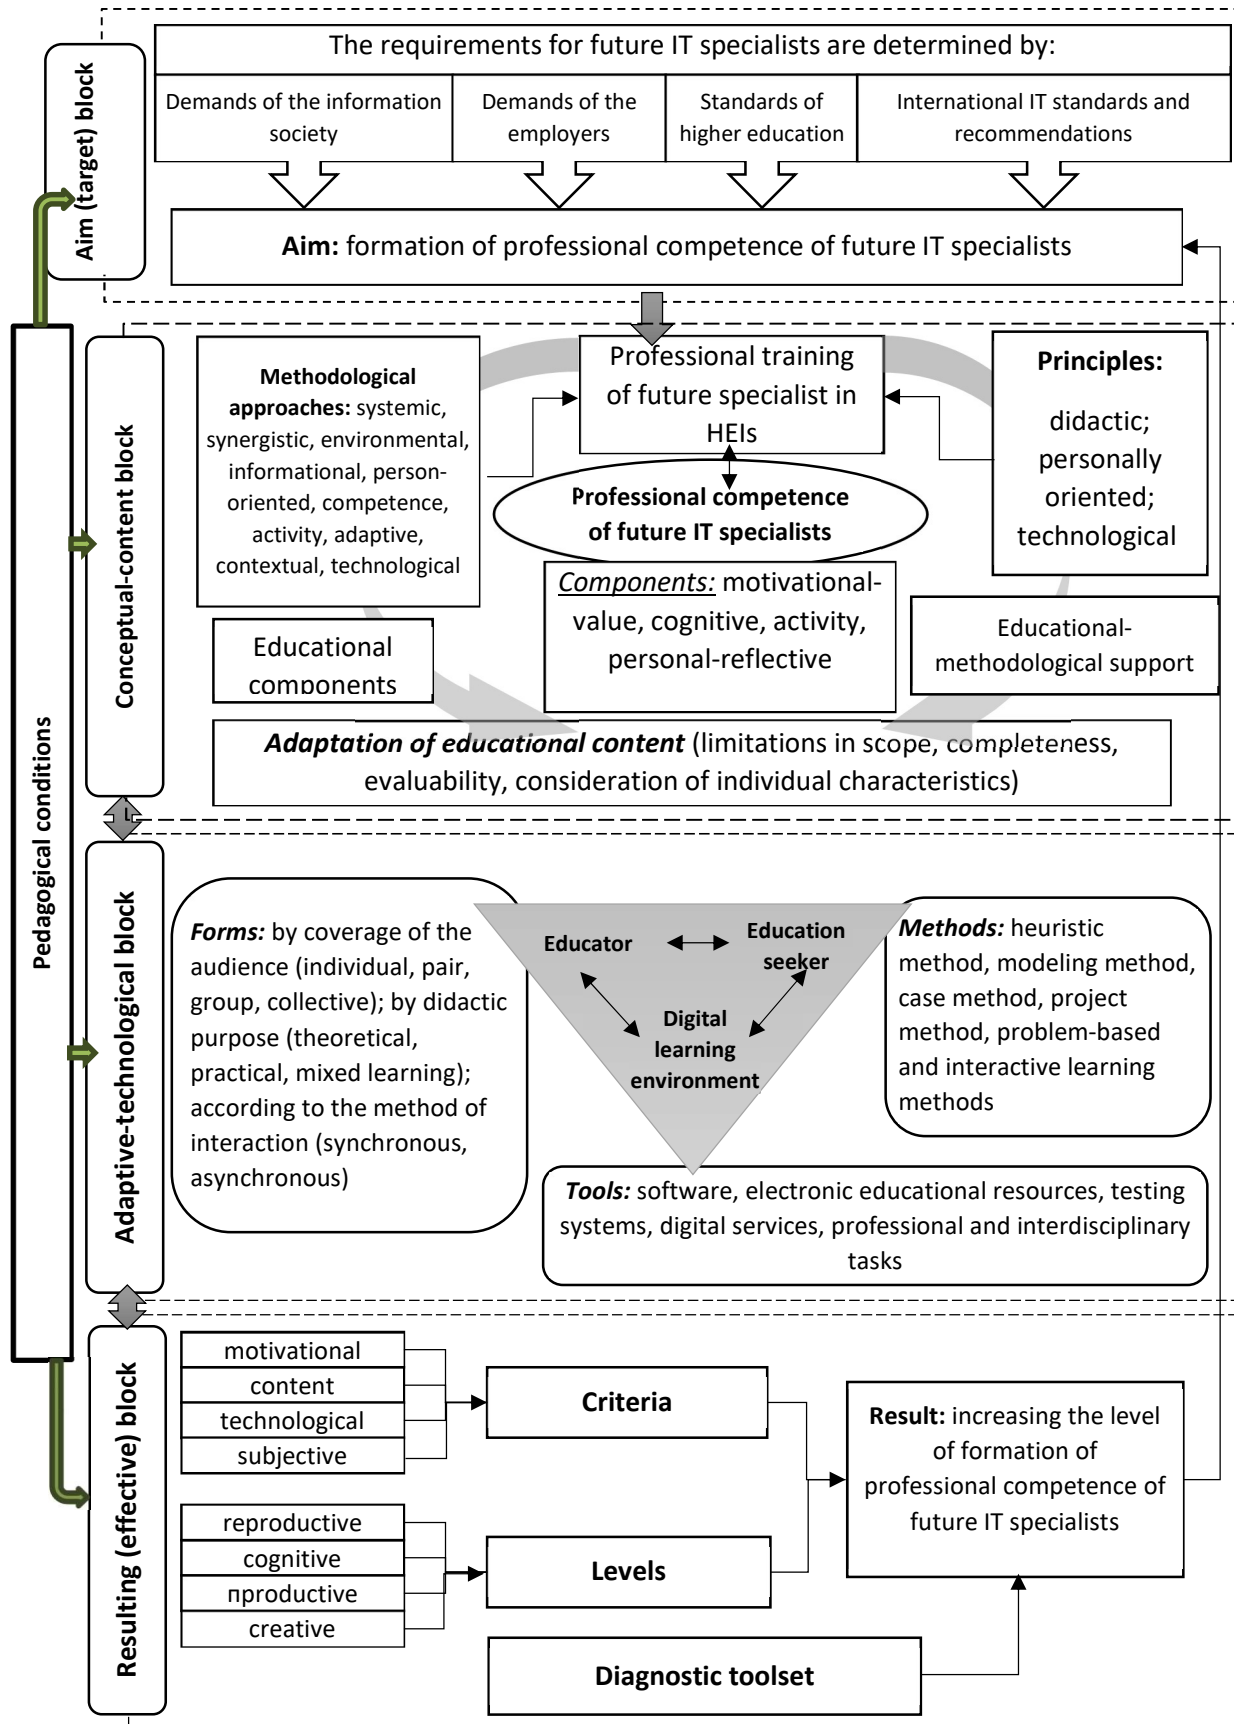 The requirements for future IT specialists are determined by:
Demands of the information
society
Demands of the
employers
Standards of
higher education
International IT standards and
recommendations
Aim (target) block
Aim: formation of professional competence of future IT specialists
Pedagogical conditions
Conceptual-content block
Methodological
approaches: systemic,
synergistic, environmental,
informational, person-
oriented, competence,
activity, adaptive,
contextual, technological
Professional training
of future specialist in
HEIs
Principles:
didactic;
personally
oriented;
technological
Professional competence
of future IT specialists
Components: motivational-
value, cognitive, activity,
personal-reflective
Educational
components
Educational-
methodological support
Adaptation of educational content (limitations in scope, completeness,
evaluability, consideration of individual characteristics)
Adaptive-technological block
Forms: by coverage of the
audience (individual, pair,
group, collective); by didactic
purpose (theoretical,
practical, mixed learning);
according to the method of
interaction (synchronous,
asynchronous)
Educator
Education
seeker
Digital
learning
environment
Methods: heuristic
method, modeling method,
case method, project
method, problem-based
and interactive learning
methods
Tools: software, electronic educational resources, testing
systems, digital services, professional and interdisciplinary
tasks
Resulting (effective) block
motivational
content
technological
subjective
Criteria
reproductive
cognitive
пproductive
creative
Levels
Result: increasing the level
of formation of
professional competence of
future IT specialists
Diagnostic toolset